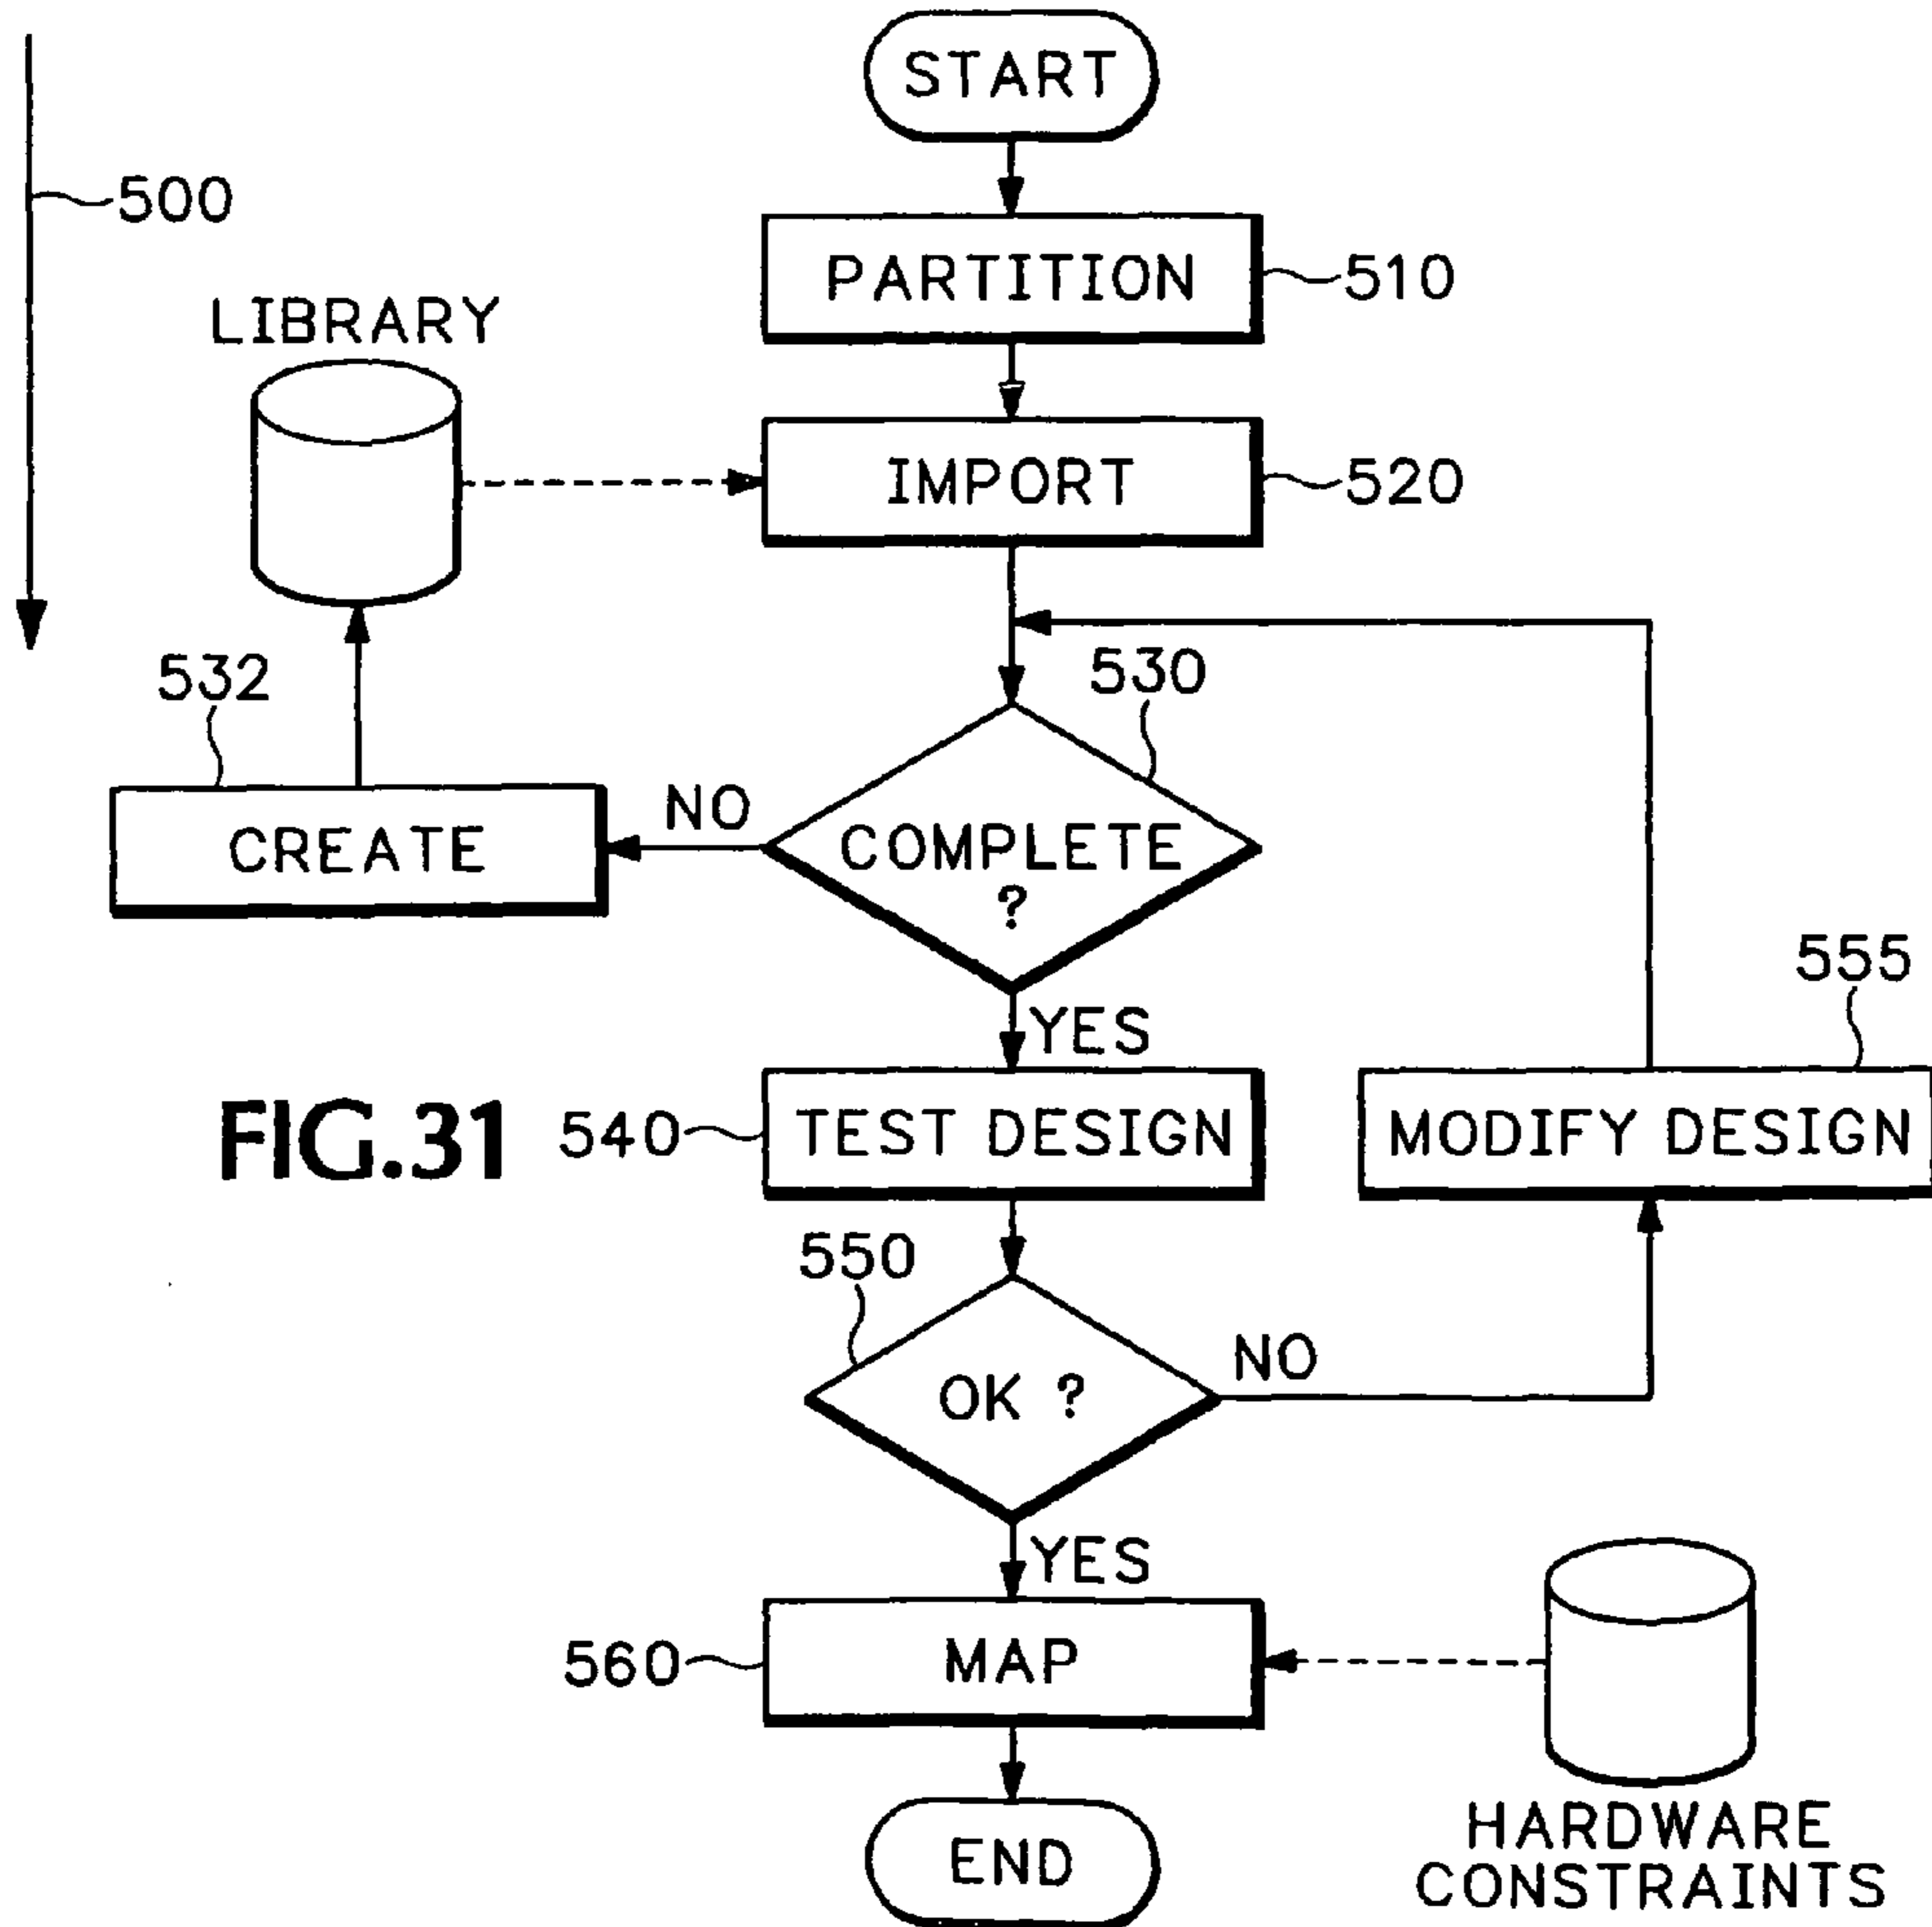 START
500
PARTITION
510
LIBRARY
IMPORT
520
532
530
NO
CREATE
COMPLETE
?
555
YES
FIG.31
540
TEST DESIGN
MODIFY DESIGN
550
NO
OK ?
YES
560
MAP
HARDWARE
CONSTRAINTS
END